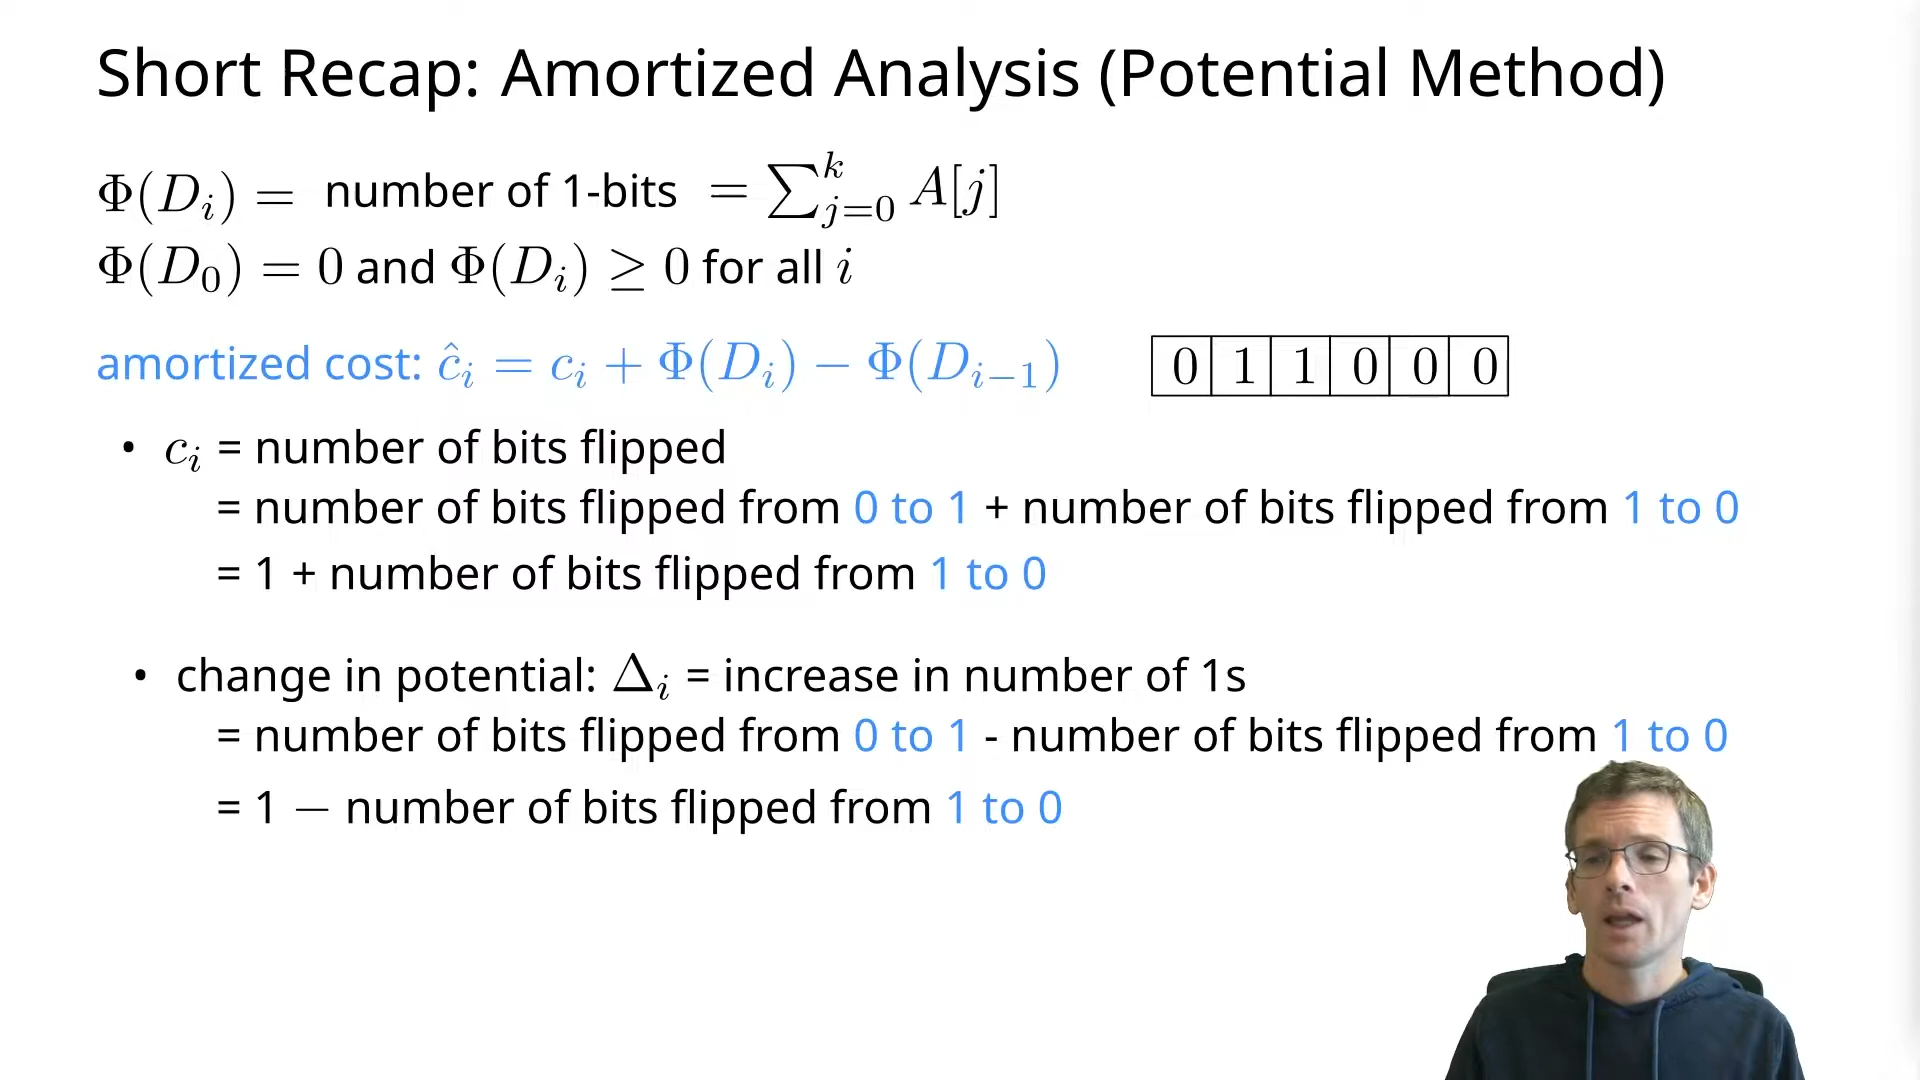 Short Recap: Amortized Analysis (Potential Method)
Φ(D_i) = number of 1-bits = ∑_{j=0}^{k} A[j]
Φ(D_0) = 0 and Φ(D_i) ≥ 0 for all i
amortized cost: ĉ_i = c_i + Φ(D_i) − Φ(D_{i−1})
0 1 1 0 0 0
• c_i = number of bits flipped
= number of bits flipped from 0 to 1 + number of bits flipped from 1 to 0
= 1 + number of bits flipped from 1 to 0
• change in potential: Δ_i = increase in number of 1s
= number of bits flipped from 0 to 1 - number of bits flipped from 1 to 0
= 1 − number of bits flipped from 1 to 0